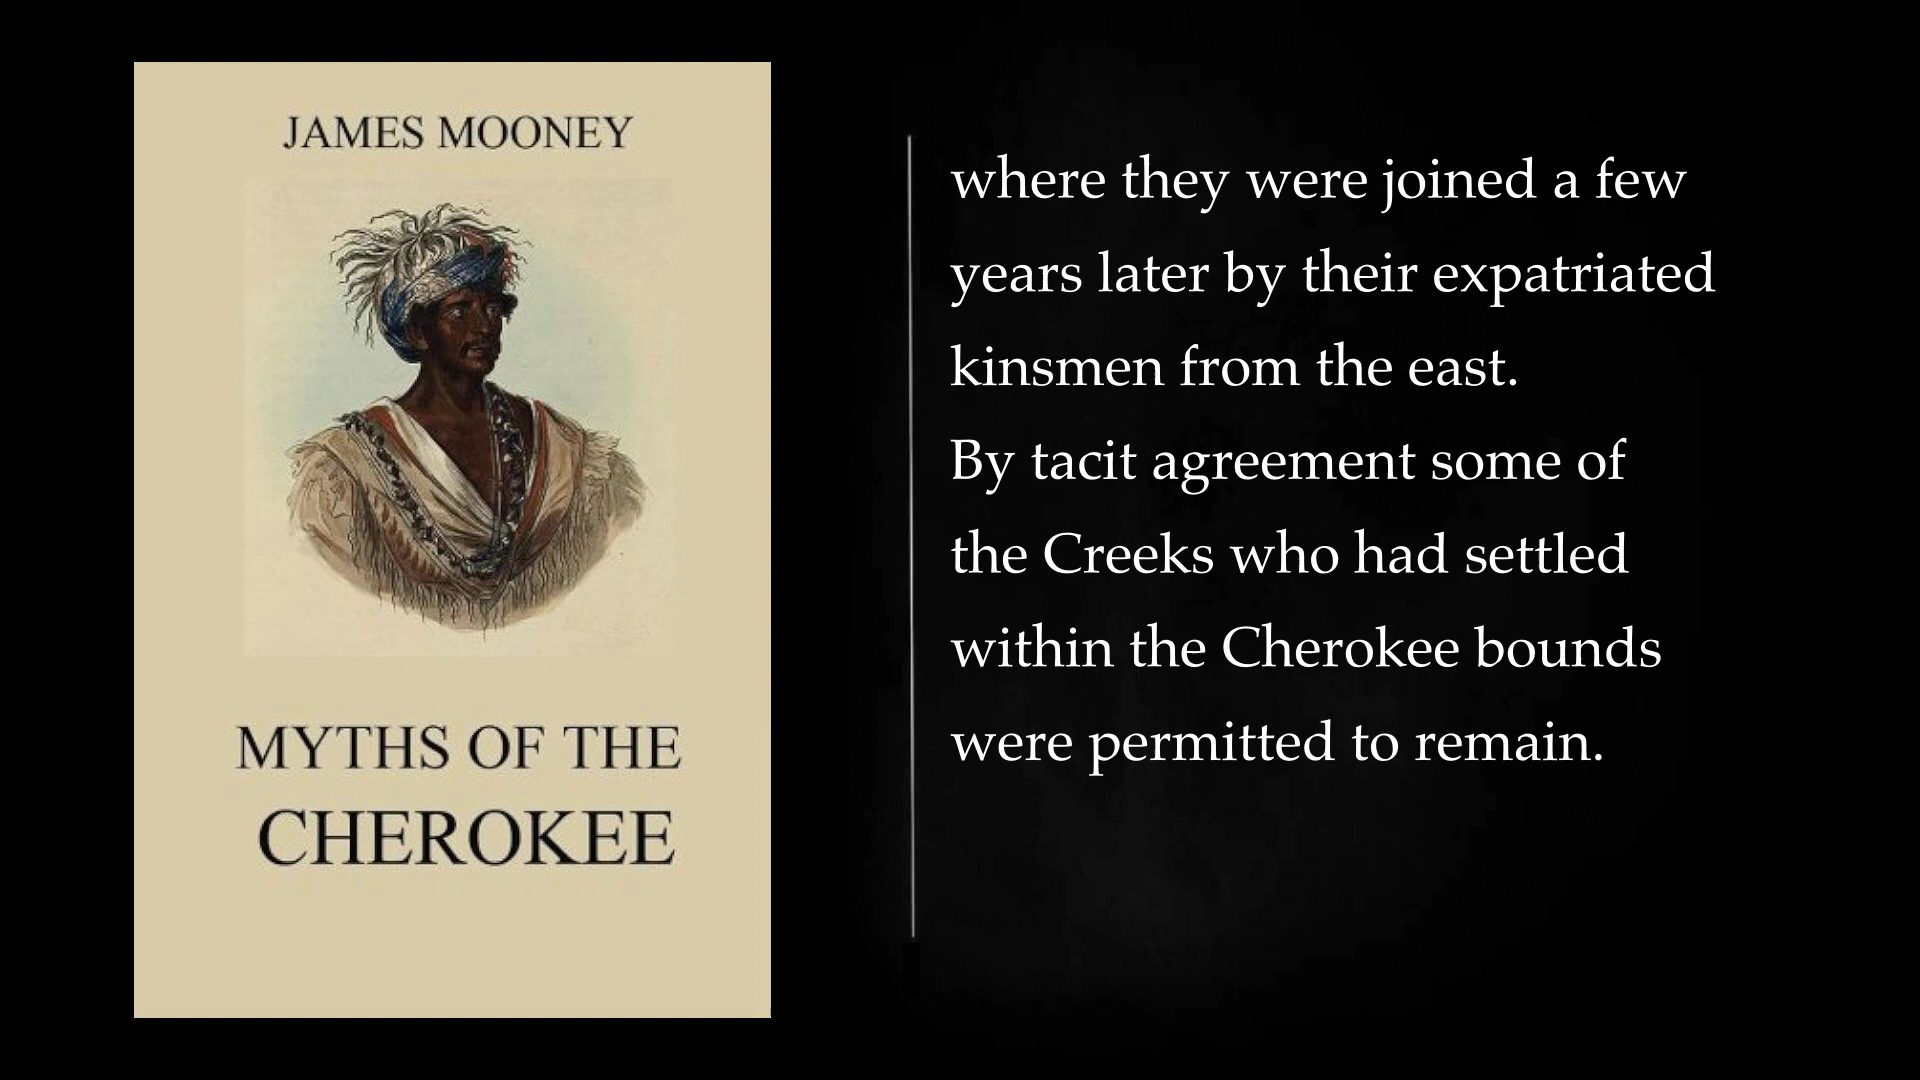 JAMES MOONEY
MYTHS OF THE
CHEROKEE
where they were joined a few
years later by their expatriated
kinsmen from the east.
By tacit agreement some of
the Creeks who had settled
within the Cherokee bounds
were permitted to remain.